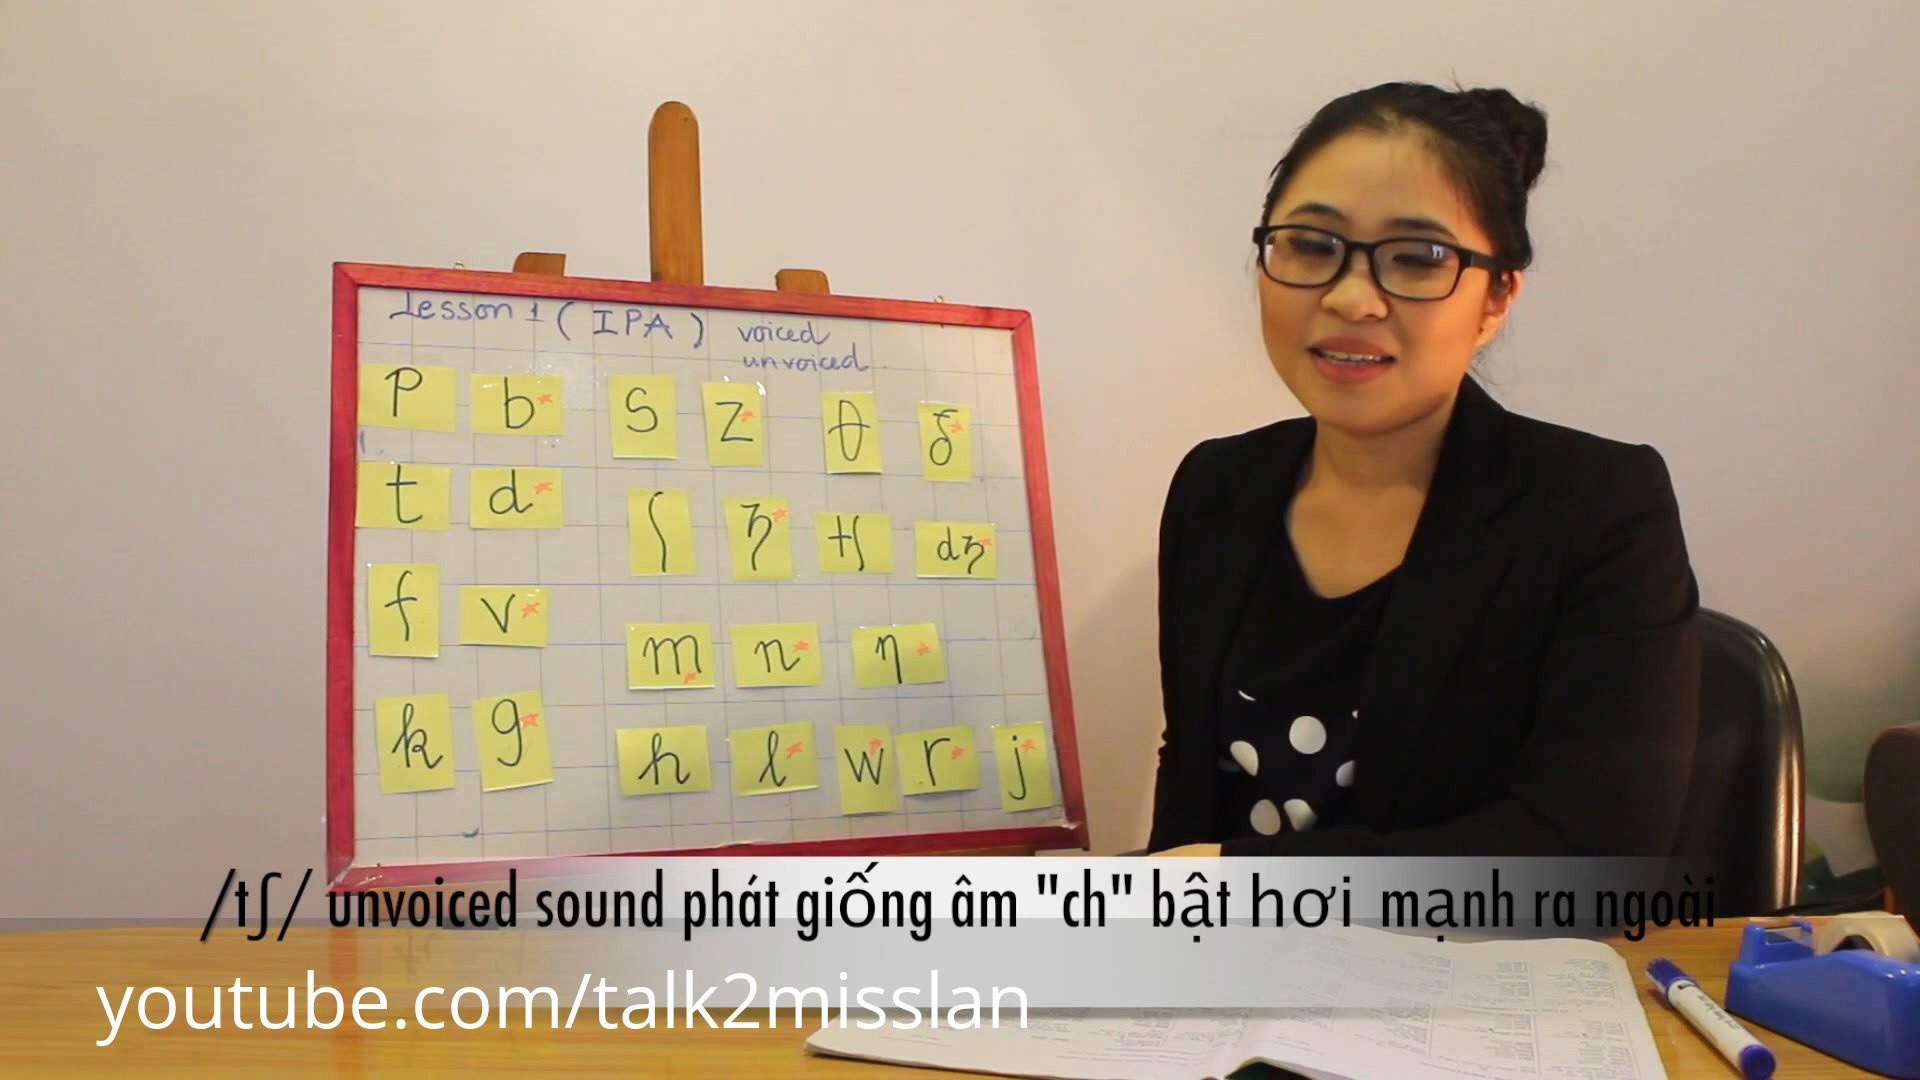 Lesson 1 ( IPA ) voiced
unvoiced
p b s z θ ð
t d ʃ ʒ tʃ dʒ
f v m n η
k g h l w r j
/tʃ/ unvoiced sound phát giống âm "ch" bật hơi mạnh ra ngoài
youtube.com/talk2misslan